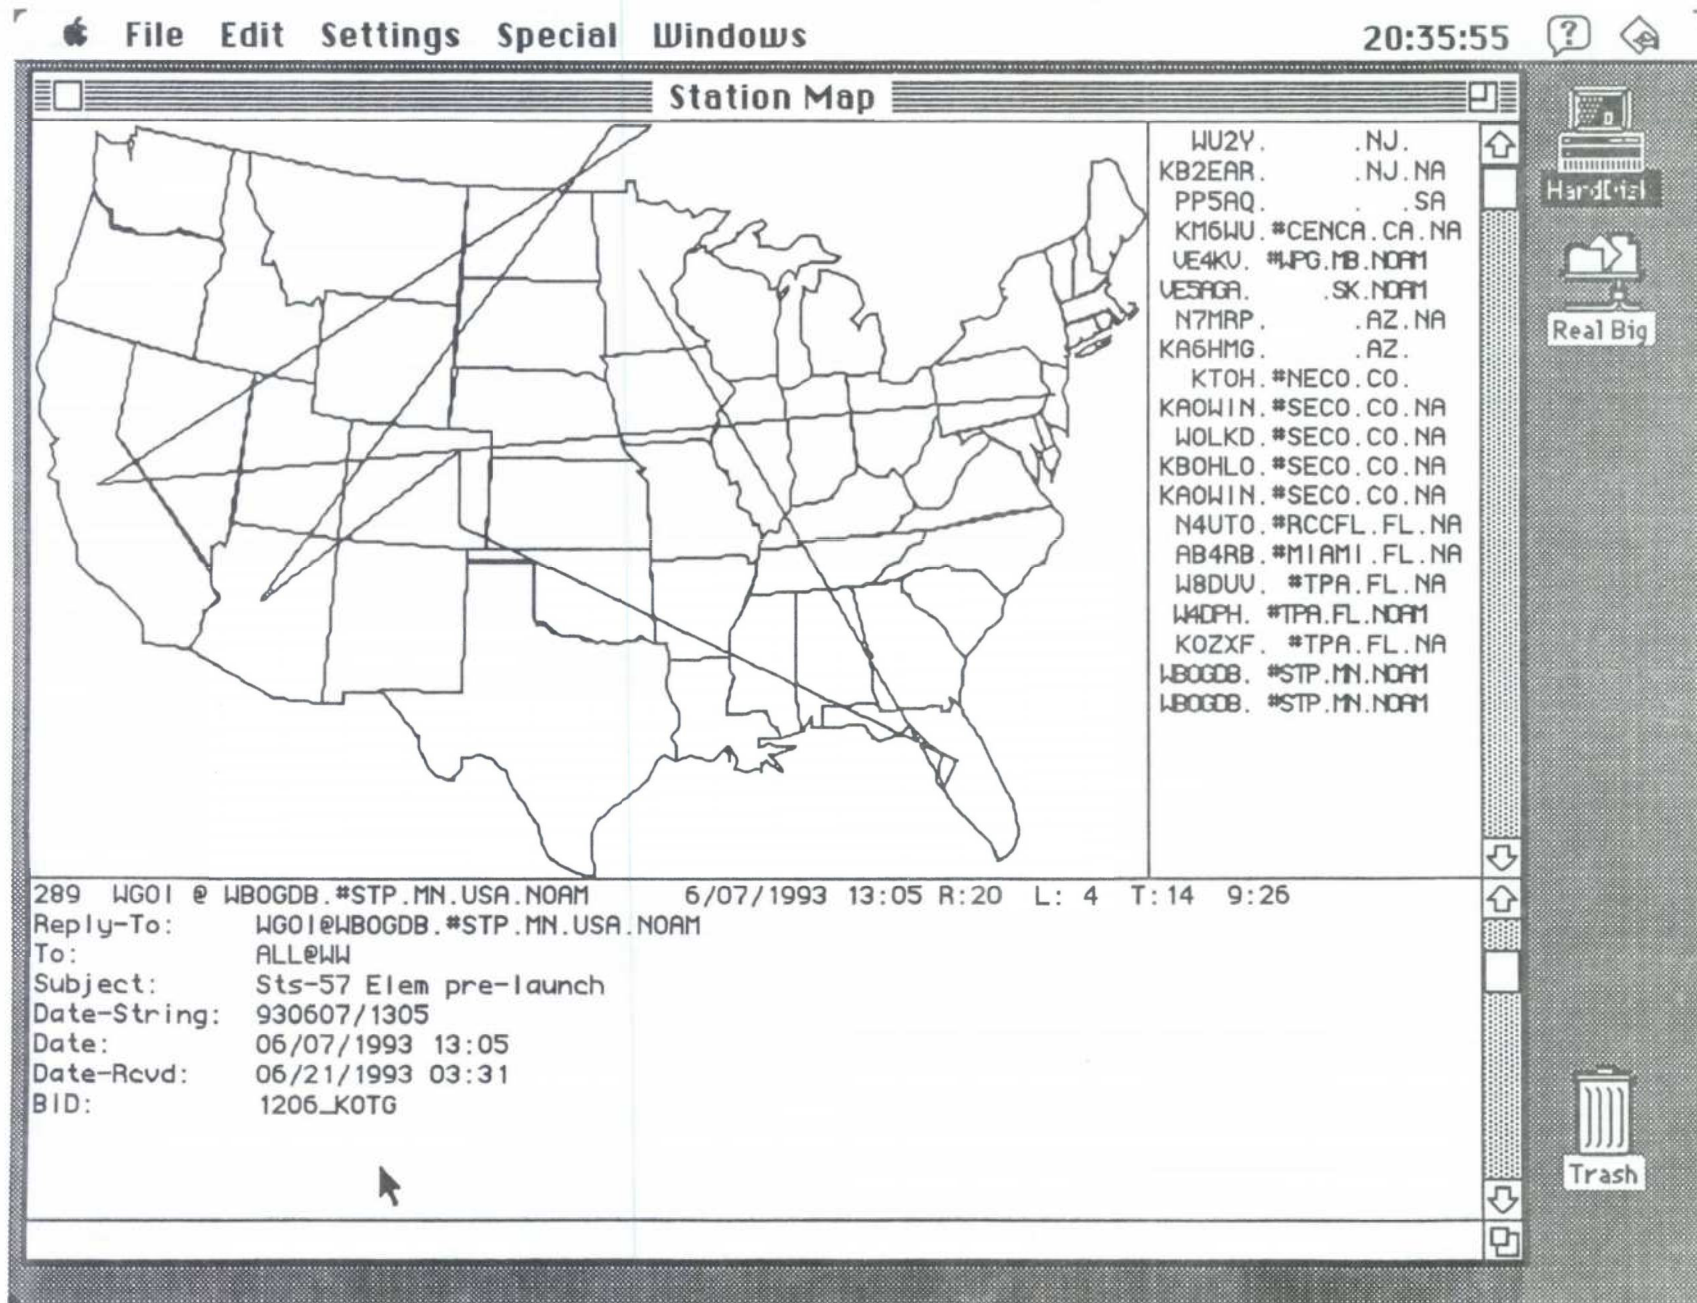 File Edit Settings Special Windows 20:35:55
Station Map
WU2Y. .NJ.
KB2EAR. .NJ.NA
PP5AQ. . .SA
KM6WU.#CENCA.CA.NA
VE4KV. #WPG.MB.NOAM
VE5AGA. .SK.NOAM
N7MRP. .AZ.NA
KA6HMG. .AZ.
KT0H.#NECO.CO.
KA0WIN.#SECO.CO.NA
W0LKD.#SECO.CO.NA
KB0HLO.#SECO.CO.NA
KA0WIN.#SECO.CO.NA
N4UTO.#RCCFL.FL.NA
AB4RB.#MIAMI.FL.NA
W8DUV. #TPA.FL.NA
W4DPH. #TPA.FL.NOAM
K0ZXF. #TPA.FL.NA
WB0GDB. #STP.MN.NOAM
WB0GDB. #STP.MN.NOAM
HardDisk
Real Big
289 WG0I @ WB0GDB.#STP.MN.USA.NOAM 6/07/1993 13:05 R:20 L: 4 T:14 9:26
Reply-To: WG0I@WB0GDB.#STP.MN.USA.NOAM
To: ALL@WW
Subject: Sts-57 Elem pre-launch
Date-String: 930607/1305
Date: 06/07/1993 13:05
Date-Rcvd: 06/21/1993 03:31
BID: 1206_K0TG
Trash